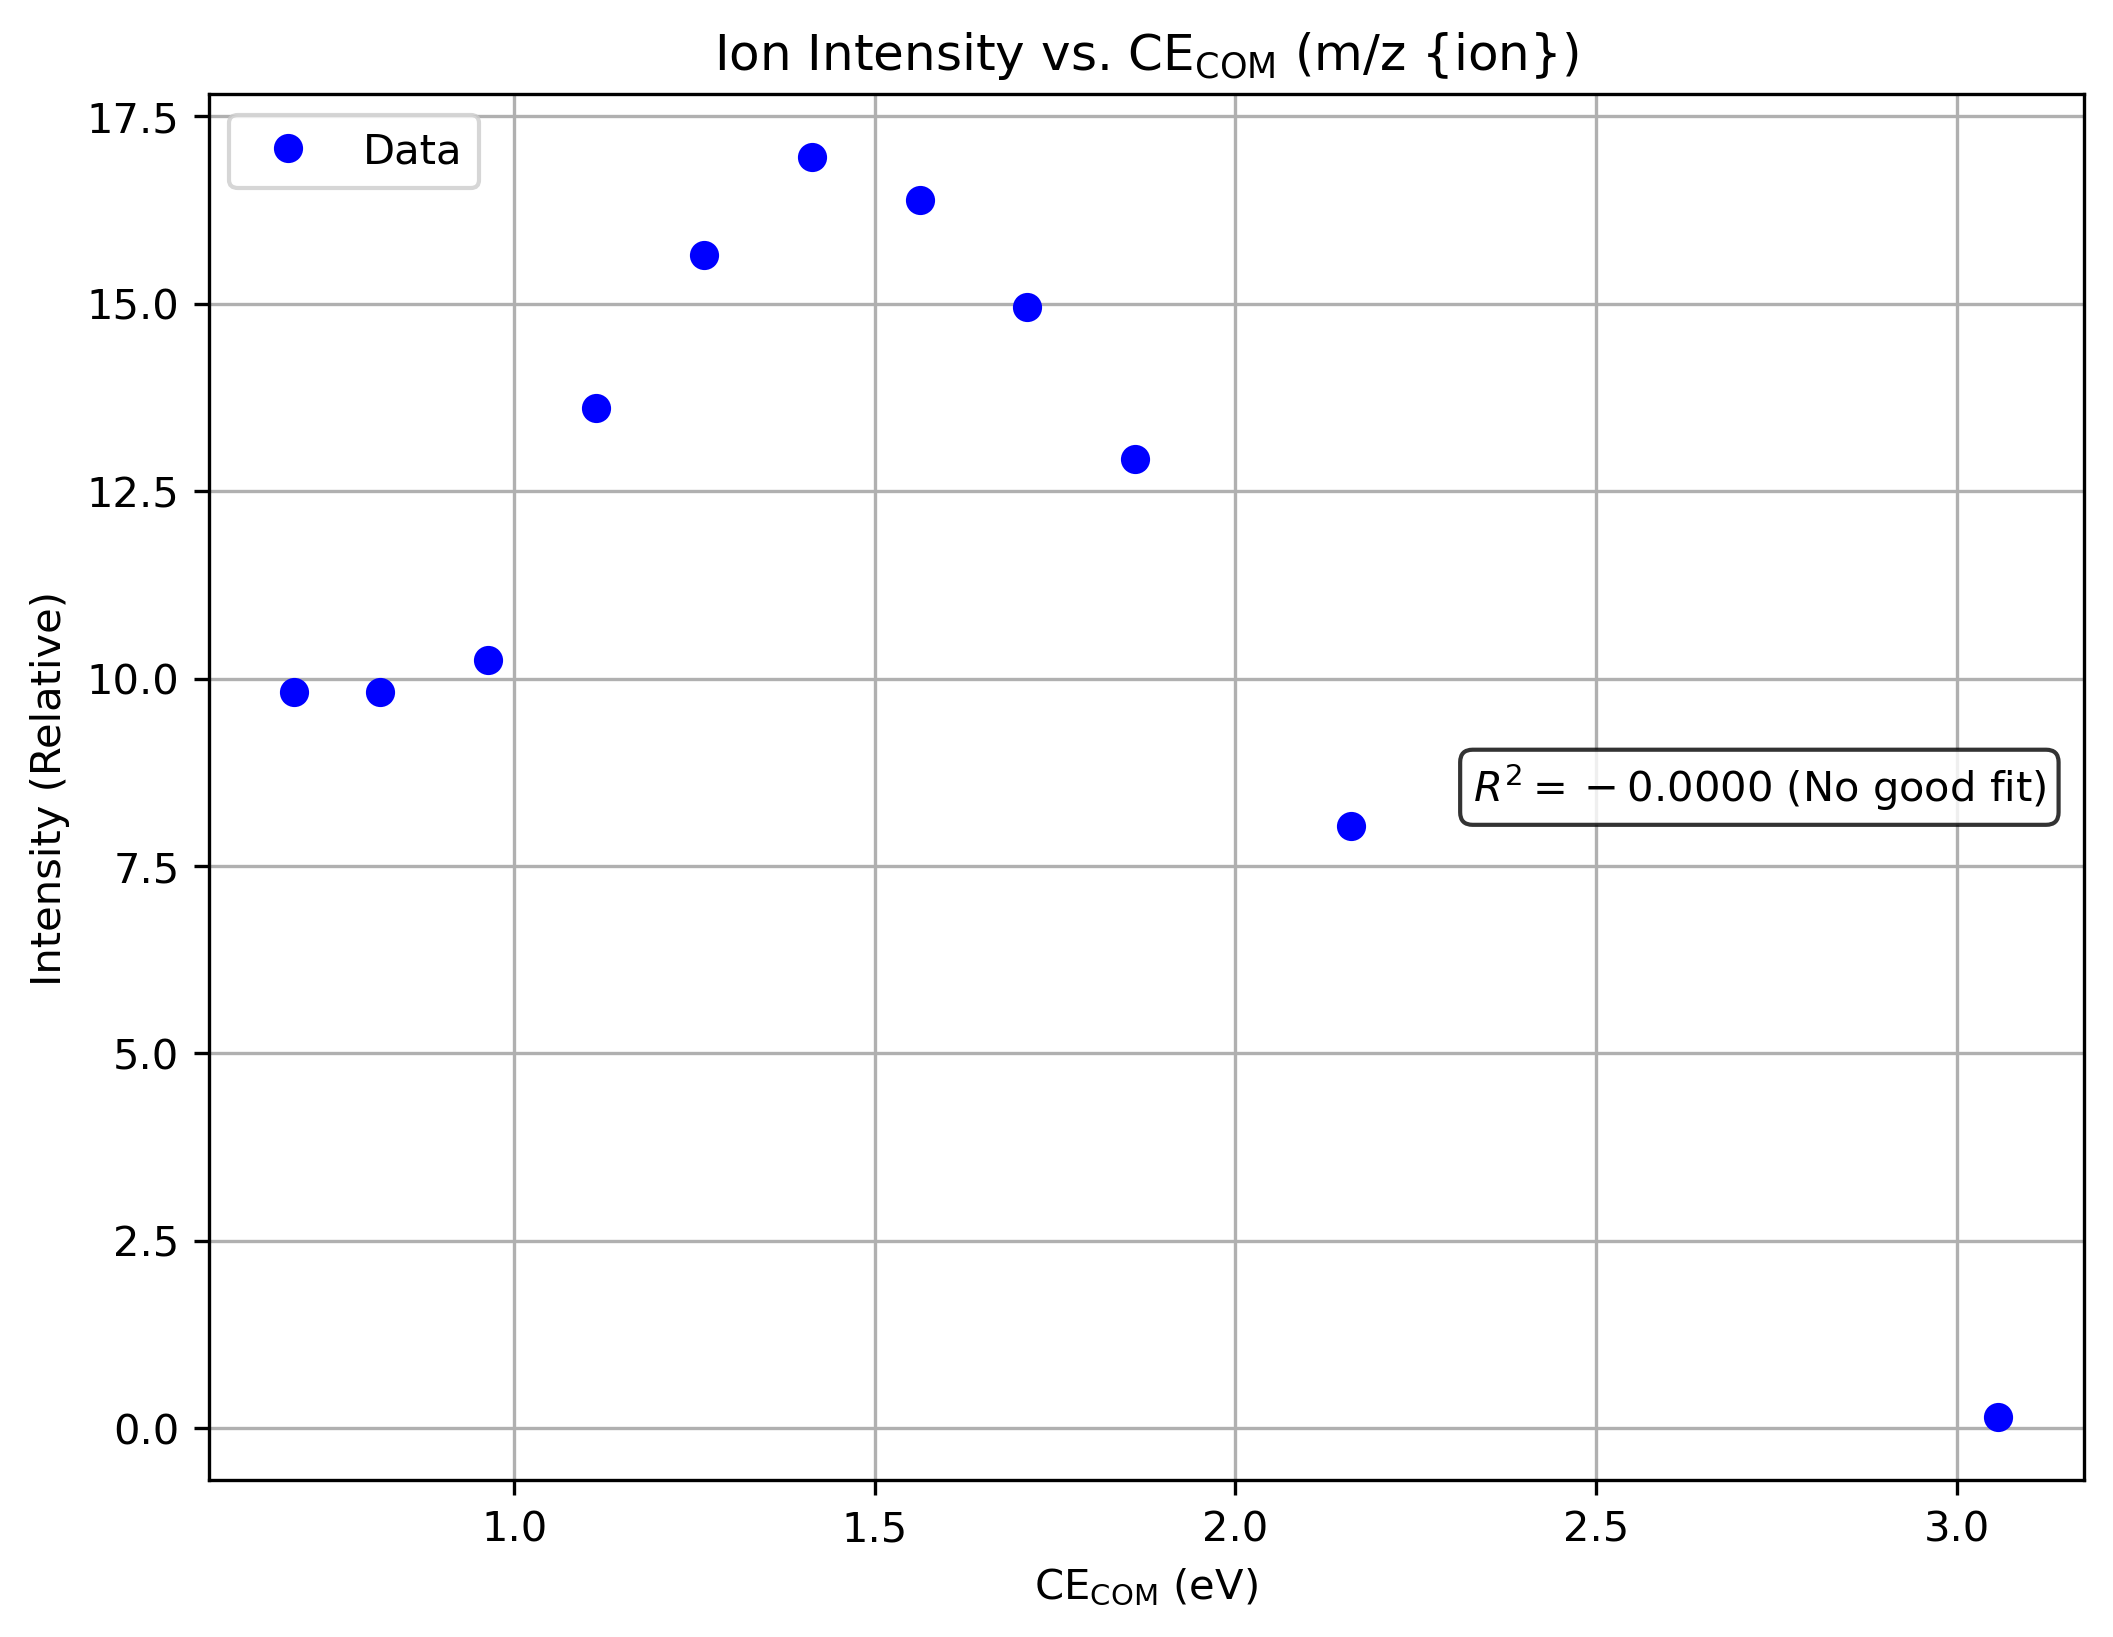 Ion Intensity vs. CE_COM (m/z {ion})
17.5
15.0
12.5
10.0
7.5
5.0
2.5
0.0
Intensity (Relative)
Data
R² = −0.0000 (No good fit)
1.0 1.5 2.0 2.5 3.0
CE_COM (eV)